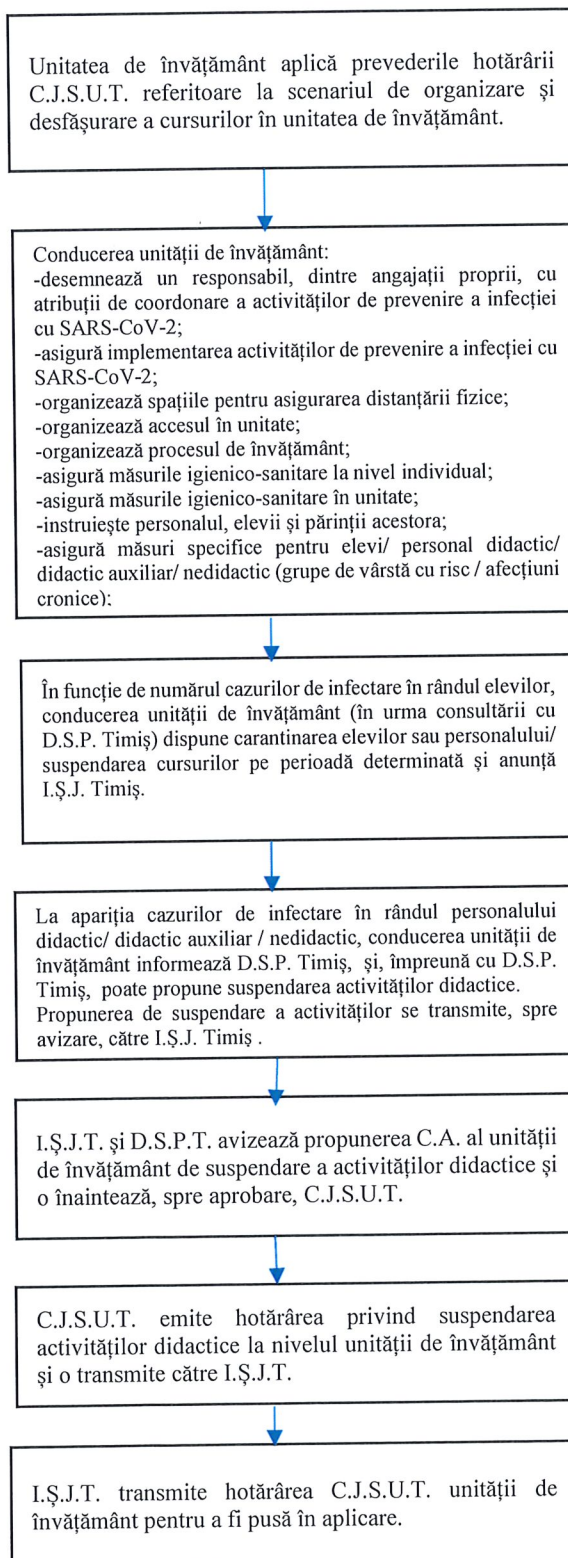 Unitatea de învățământ aplică prevederile hotărârii
C.J.S.U.T. referitoare la scenariul de organizare și
desfășurare a cursurilor în unitatea de învățământ.
Conducerea unității de învățământ:
-desemnează un responsabil, dintre angajații proprii, cu
atribuții de coordonare a activităților de prevenire a infecției
cu SARS-CoV-2;
-asigură implementarea activităților de prevenire a infecției cu
SARS-CoV-2;
-organizează spațiile pentru asigurarea distanțării fizice;
-organizează accesul în unitate;
-organizează procesul de învățământ;
-asigură măsurile igienico-sanitare la nivel individual;
-asigură măsurile igienico-sanitare în unitate;
-instruiește personalul, elevii și părinții acestora;
-asigură măsuri specifice pentru elevi/ personal didactic/
didactic auxiliar/ nedidactic (grupe de vârstă cu risc / afecțiuni
cronice);
În funcție de numărul cazurilor de infectare în rândul elevilor,
conducerea unității de învățământ (în urma consultării cu
D.S.P. Timiș) dispune carantinarea elevilor sau personalului/
suspendarea cursurilor pe perioadă determinată și anunță
I.Ș.J. Timiș.
La apariția cazurilor de infectare în rândul personalului
didactic/ didactic auxiliar / nedidactic, conducerea unității de
învățământ informează D.S.P. Timiș, și, împreună cu D.S.P.
Timiș, poate propune suspendarea activităților didactice.
Propunerea de suspendare a activităților se transmite, spre
avizare, către I.Ș.J. Timiș .
I.Ș.J.T. și D.S.P.T. avizează propunerea C.A. al unității
de învățământ de suspendare a activităților didactice și
o înaintează, spre aprobare, C.J.S.U.T.
C.J.S.U.T. emite hotărârea privind suspendarea
activităților didactice la nivelul unității de învățământ
și o transmite către I.Ș.J.T.
I.Ș.J.T. transmite hotărârea C.J.S.U.T. unității de
învățământ pentru a fi pusă în aplicare.